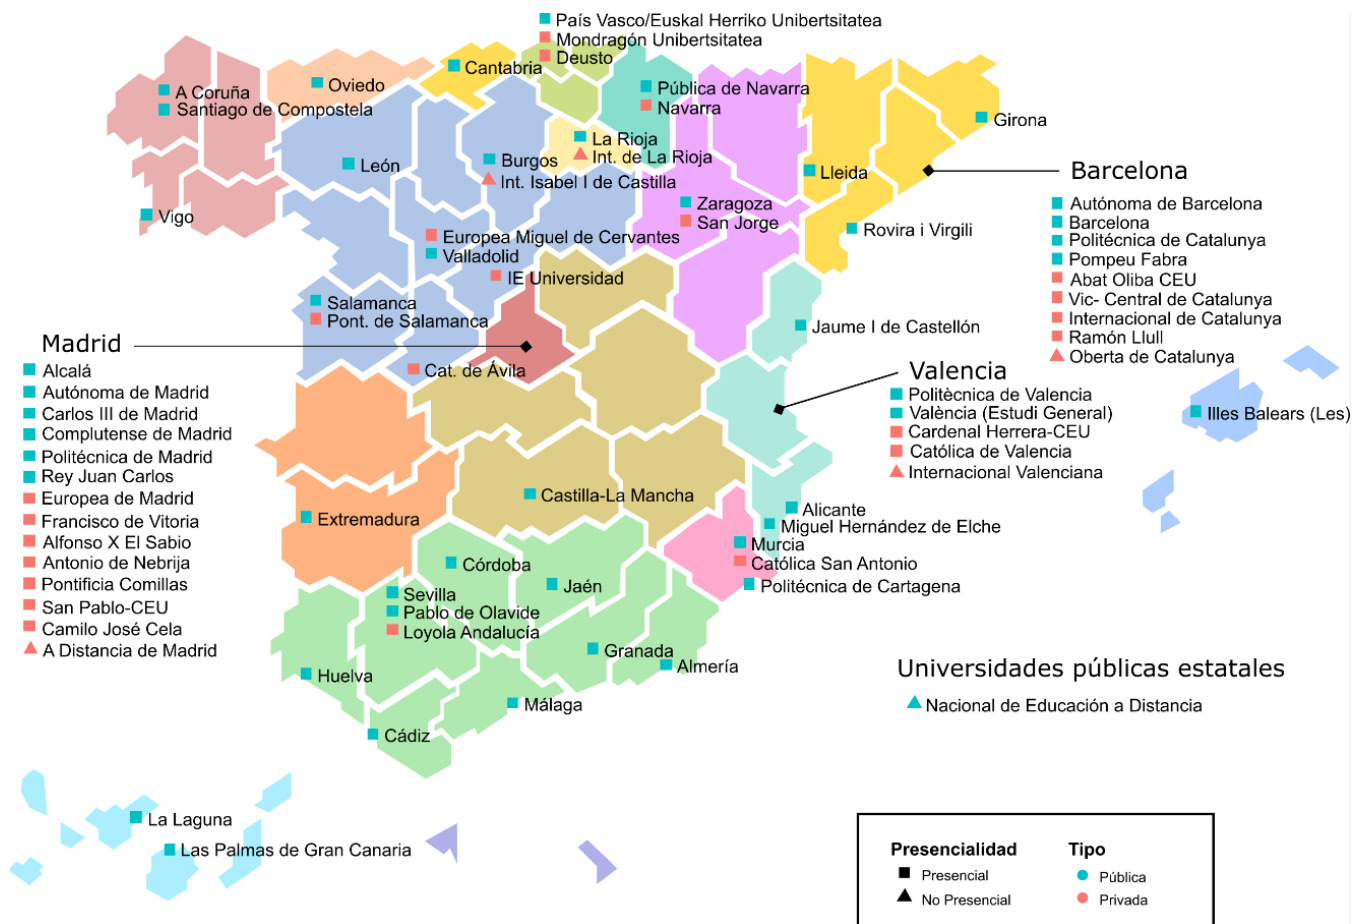 País Vasco/Euskal Herriko Unibertsitatea
Mondragón Unibertsitatea
Deusto
Cantabria
Oviedo
A Coruña
Santiago de Compostela
Pública de Navarra
Navarra
Girona
La Rioja
Int. de La Rioja
Burgos
Int. Isabel I de Castilla
León
Lleida
Vigo
Zaragoza
San Jorge
Rovira i Virgili
Europea Miguel de Cervantes
Valladolid
IE Universidad
Salamanca
Pont. de Salamanca
Cat. de Ávila
Jaume I de Castellón
Barcelona
Autónoma de Barcelona
Barcelona
Politécnica de Catalunya
Pompeu Fabra
Abat Oliba CEU
Vic- Central de Catalunya
Internacional de Catalunya
Ramón Llull
Oberta de Catalunya
Madrid
Alcalá
Autónoma de Madrid
Carlos III de Madrid
Complutense de Madrid
Politécnica de Madrid
Rey Juan Carlos
Europea de Madrid
Francisco de Vitoria
Alfonso X El Sabio
Antonio de Nebrija
Pontificia Comillas
San Pablo-CEU
Camilo José Cela
A Distancia de Madrid
Valencia
Politècnica de Valencia
València (Estudi General)
Cardenal Herrera-CEU
Católica de Valencia
Internacional Valenciana
Illes Balears (Les)
Castilla-La Mancha
Extremadura
Alicante
Miguel Hernández de Elche
Murcia
Católica San Antonio
Politécnica de Cartagena
Córdoba
Jaén
Sevilla
Pablo de Olavide
Loyola Andalucía
Granada
Almería
Huelva
Málaga
Cádiz
Universidades públicas estatales
Nacional de Educación a Distancia
La Laguna
Las Palmas de Gran Canaria
Presencialidad
Presencial
No Presencial
Tipo
Pública
Privada